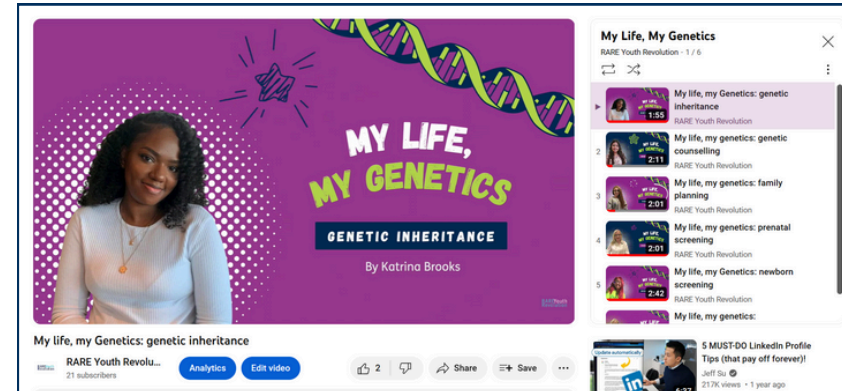 MY LIFE,
MY GENETICS
GENETIC INHERITANCE
By Katrina Brooks
My life, my Genetics: genetic inheritance
RARE Youth Revolu...
21 subscribers
Analytics
Edit video
2
Share
Save
...
My Life, My Genetics
RARE Youth Revolution - 1 / 6
1:55
My life, my Genetics: genetic
inheritance
RARE Youth Revolution
2
2:11
My life, my genetics: genetic
counselling
RARE Youth Revolution
3
2:01
My life, my genetics: family
planning
RARE Youth Revolution
4
2:01
My life, my genetics: prenatal
screening
RARE Youth Revolution
5
2:42
My life, my Genetics: newborn
screening
RARE Youth Revolution
My life, my genetics:
Update automatically
in
6:27
5 MUST-DO LinkedIn Profile
Tips (that pay off forever)!
Jeff Su
217K views • 1 year ago